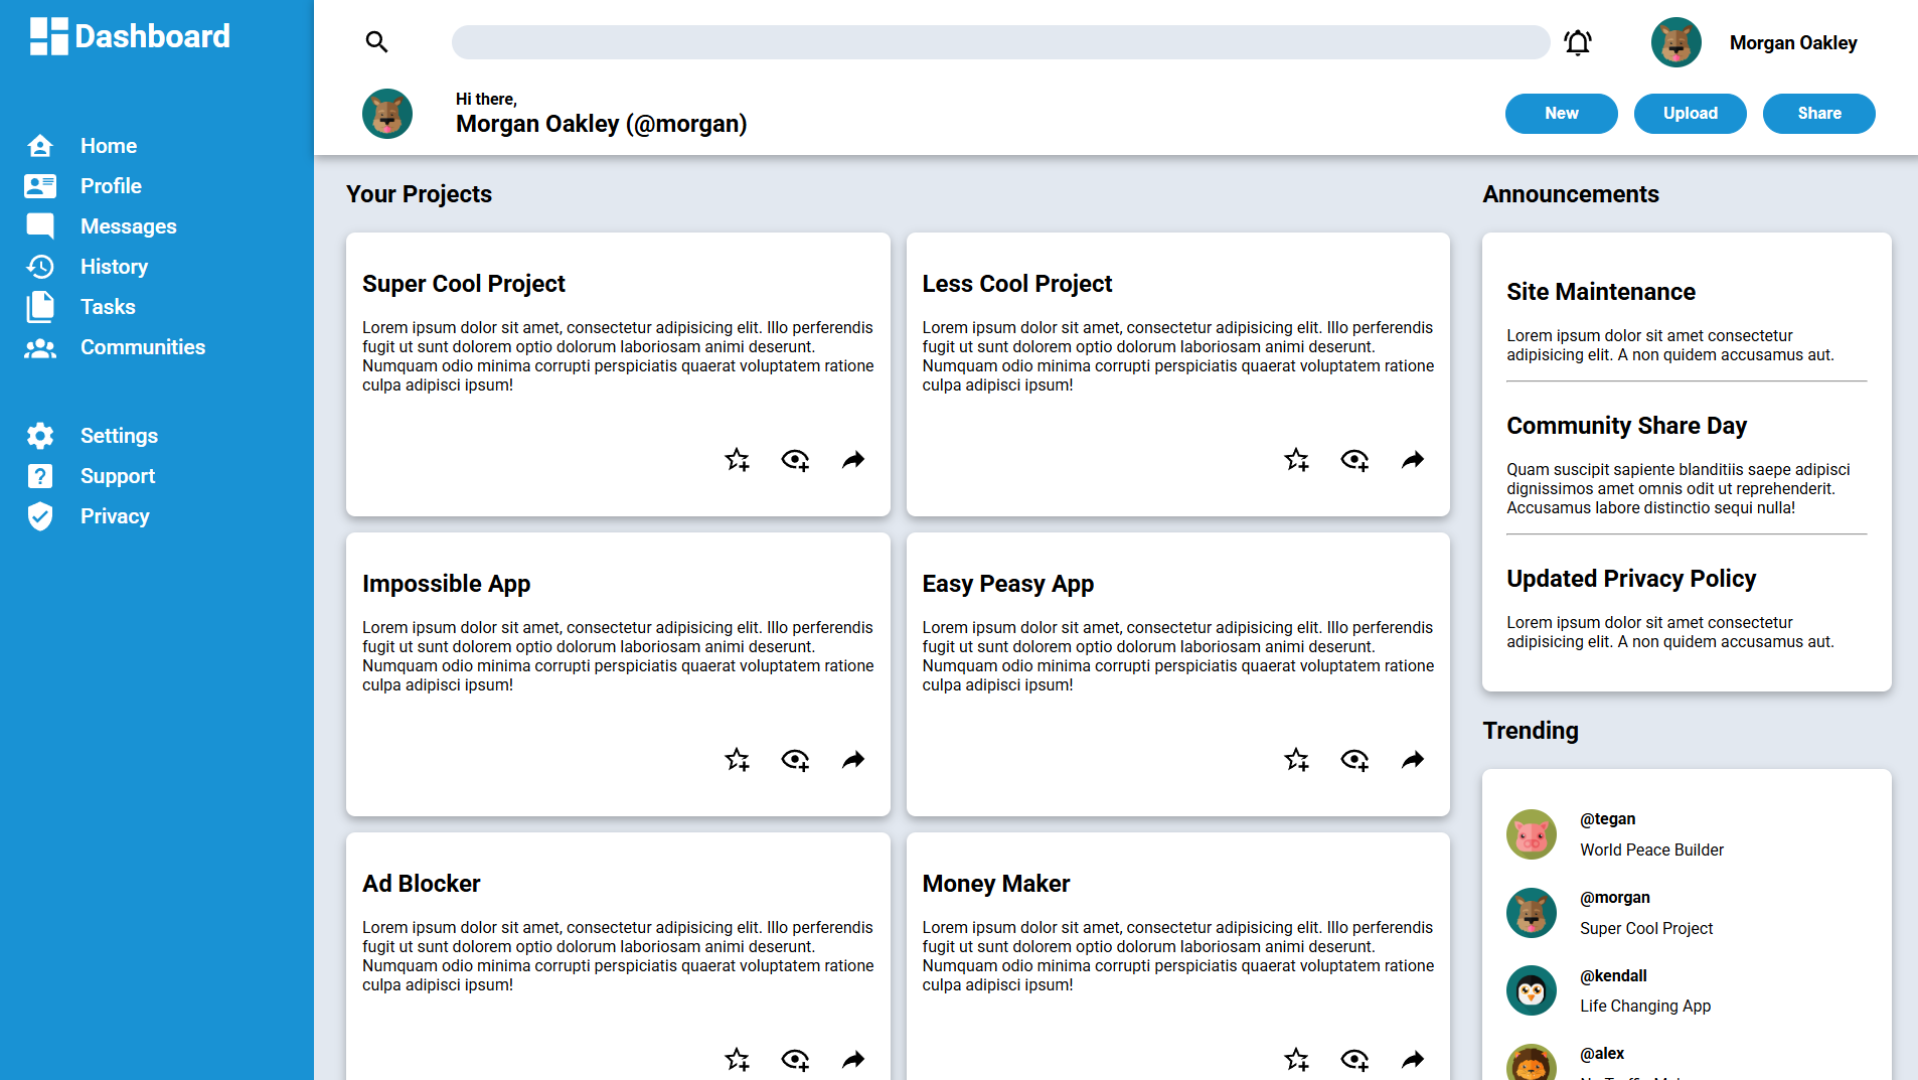 Dashboard
Home
Profile
Messages
History
Tasks
Communities
Settings
Support
Privacy
Morgan Oakley
Hi there,
Morgan Oakley (@morgan)
New
Upload
Share
Your Projects
Super Cool Project
Lorem ipsum dolor sit amet, consectetur adipisicing elit. Illo perferendis
fugit ut sunt dolorem optio dolorum laboriosam animi deserunt.
Numquam odio minima corrupti perspiciatis quaerat voluptatem ratione
culpa adipisci ipsum!
Less Cool Project
Lorem ipsum dolor sit amet, consectetur adipisicing elit. Illo perferendis
fugit ut sunt dolorem optio dolorum laboriosam animi deserunt.
Numquam odio minima corrupti perspiciatis quaerat voluptatem ratione
culpa adipisci ipsum!
Impossible App
Lorem ipsum dolor sit amet, consectetur adipisicing elit. Illo perferendis
fugit ut sunt dolorem optio dolorum laboriosam animi deserunt.
Numquam odio minima corrupti perspiciatis quaerat voluptatem ratione
culpa adipisci ipsum!
Easy Peasy App
Lorem ipsum dolor sit amet, consectetur adipisicing elit. Illo perferendis
fugit ut sunt dolorem optio dolorum laboriosam animi deserunt.
Numquam odio minima corrupti perspiciatis quaerat voluptatem ratione
culpa adipisci ipsum!
Ad Blocker
Lorem ipsum dolor sit amet, consectetur adipisicing elit. Illo perferendis
fugit ut sunt dolorem optio dolorum laboriosam animi deserunt.
Numquam odio minima corrupti perspiciatis quaerat voluptatem ratione
culpa adipisci ipsum!
Money Maker
Lorem ipsum dolor sit amet, consectetur adipisicing elit. Illo perferendis
fugit ut sunt dolorem optio dolorum laboriosam animi deserunt.
Numquam odio minima corrupti perspiciatis quaerat voluptatem ratione
culpa adipisci ipsum!
Announcements
Site Maintenance
Lorem ipsum dolor sit amet consectetur
adipisicing elit. A non quidem accusamus aut.
Community Share Day
Quam suscipit sapiente blanditiis saepe adipisci
dignissimos amet omnis odit ut reprehenderit.
Accusamus labore distinctio sequi nulla!
Updated Privacy Policy
Lorem ipsum dolor sit amet consectetur
adipisicing elit. A non quidem accusamus aut.
Trending
@tegan
World Peace Builder
@morgan
Super Cool Project
@kendall
Life Changing App
@alex